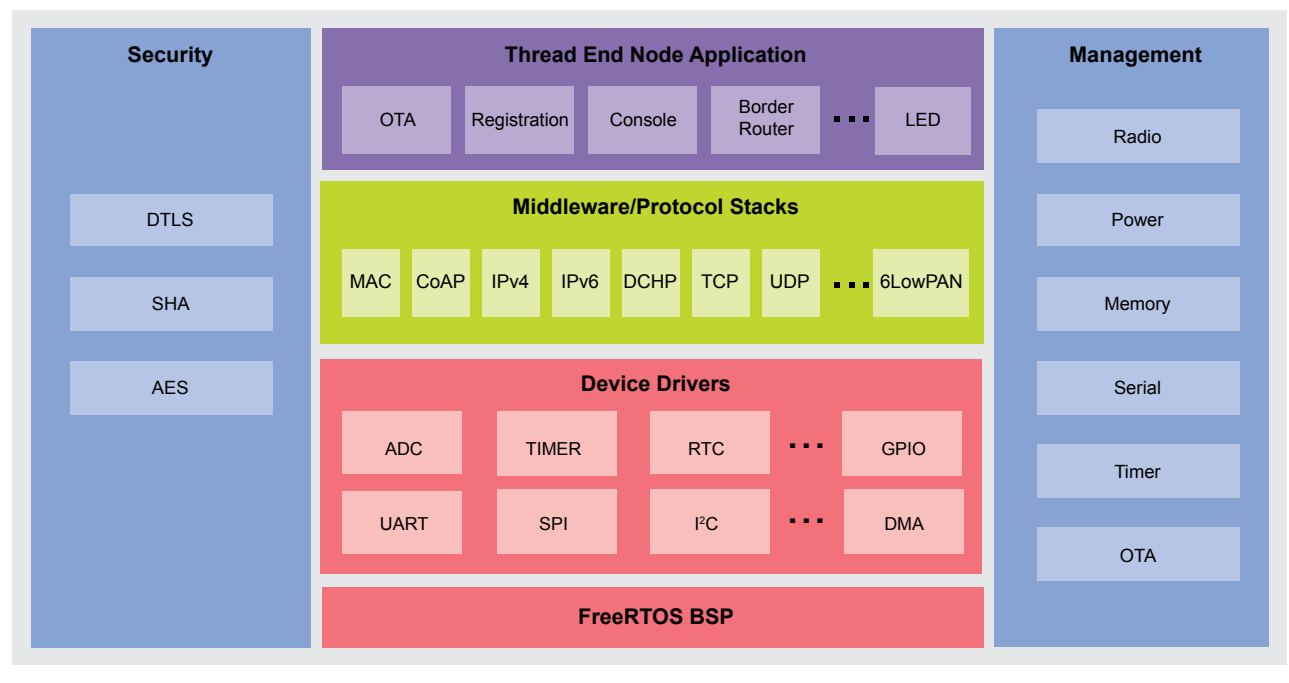 Security
DTLS
SHA
AES
Thread End Node Application
OTA
Registration
Console
Border
Router
...
LED
Middleware/Protocol Stacks
MAC
CoAP
IPv4
IPv6
DCHP
TCP
UDP
...
6LowPAN
Device Drivers
ADC
TIMER
RTC
...
GPIO
UART
SPI
I²C
...
DMA
FreeRTOS BSP
Management
Radio
Power
Memory
Serial
Timer
OTA